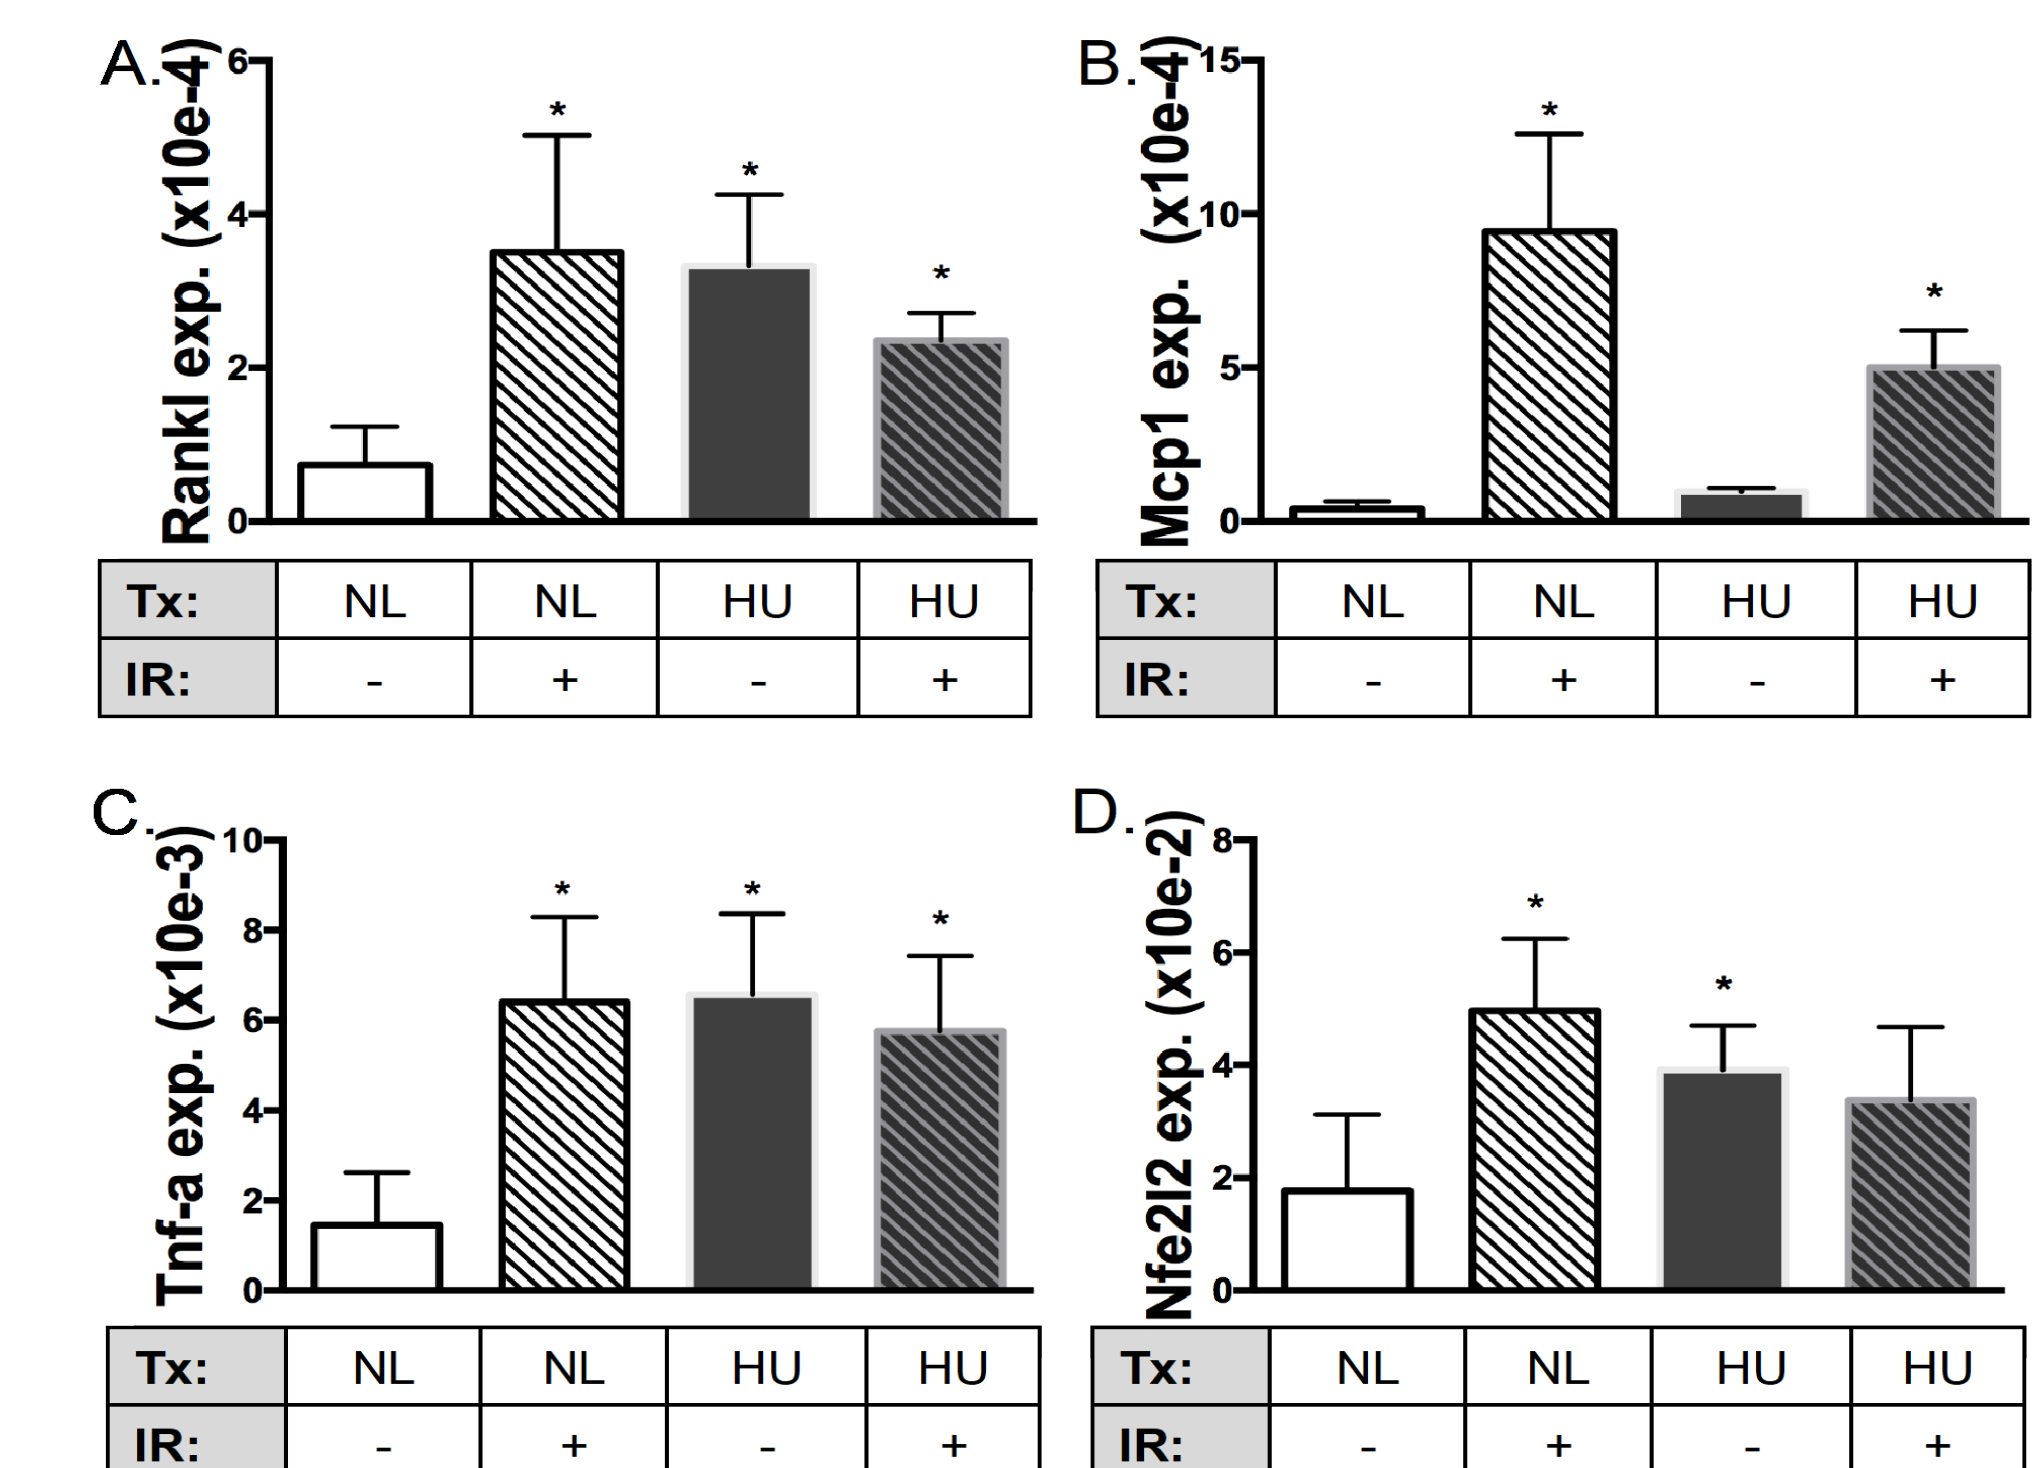 A.
Rankl exp. (x10e-4)
6
4
2
0
*
*
*
Tx: NL NL HU HU
IR: - + - +
B.
Mcp1 exp. (x10e-4)
15
10
5
0
*
*
Tx: NL NL HU HU
IR: - + - +
C.
Tnf-a exp. (x10e-3)
10
8
6
4
2
0
*
*
*
Tx: NL NL HU HU
IR: - + - +
D.
Nfe2l2 exp. (x10e-2)
8
6
4
2
0
*
*
Tx: NL NL HU HU
IR: - + - +